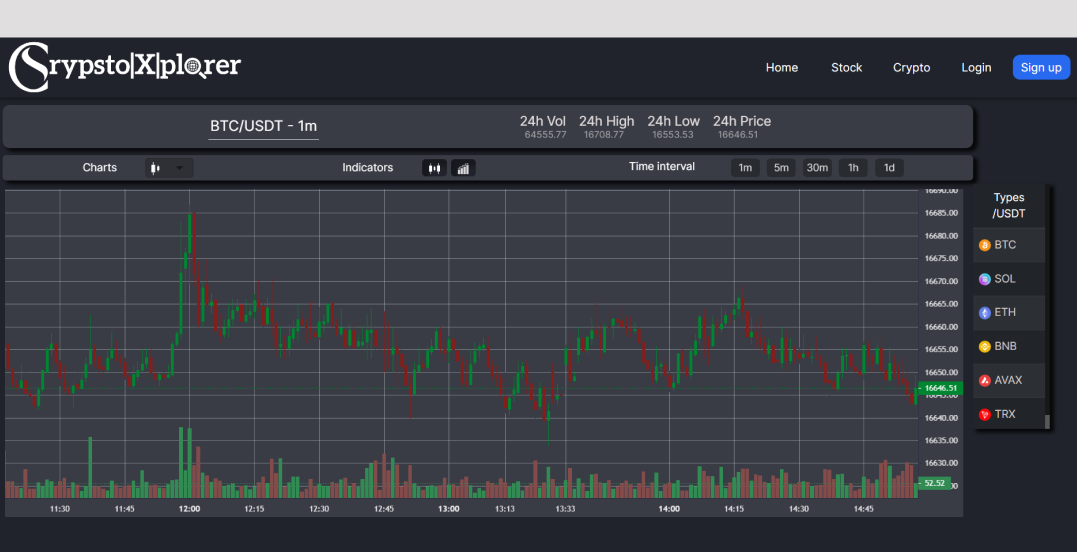 Crypsto|X|plorer
Home Stock Crypto Login Sign up
BTC/USDT - 1m
24h Vol 24h High 24h Low 24h Price
64555.77 16708.77 16553.53 16646.51
Charts Indicators Time interval 1m 5m 30m 1h 1d
16690.00
16685.00
16680.00
16675.00
16670.00
16665.00
16660.00
16655.00
16650.00
16646.51
16645.00
16640.00
16635.00
16630.00
52.52
11:30 11:45 12:00 12:15 12:30 12:45 13:00 13:13 13:33 14:00 14:15 14:30 14:45
Types
/USDT
BTC
SOL
ETH
BNB
AVAX
TRX